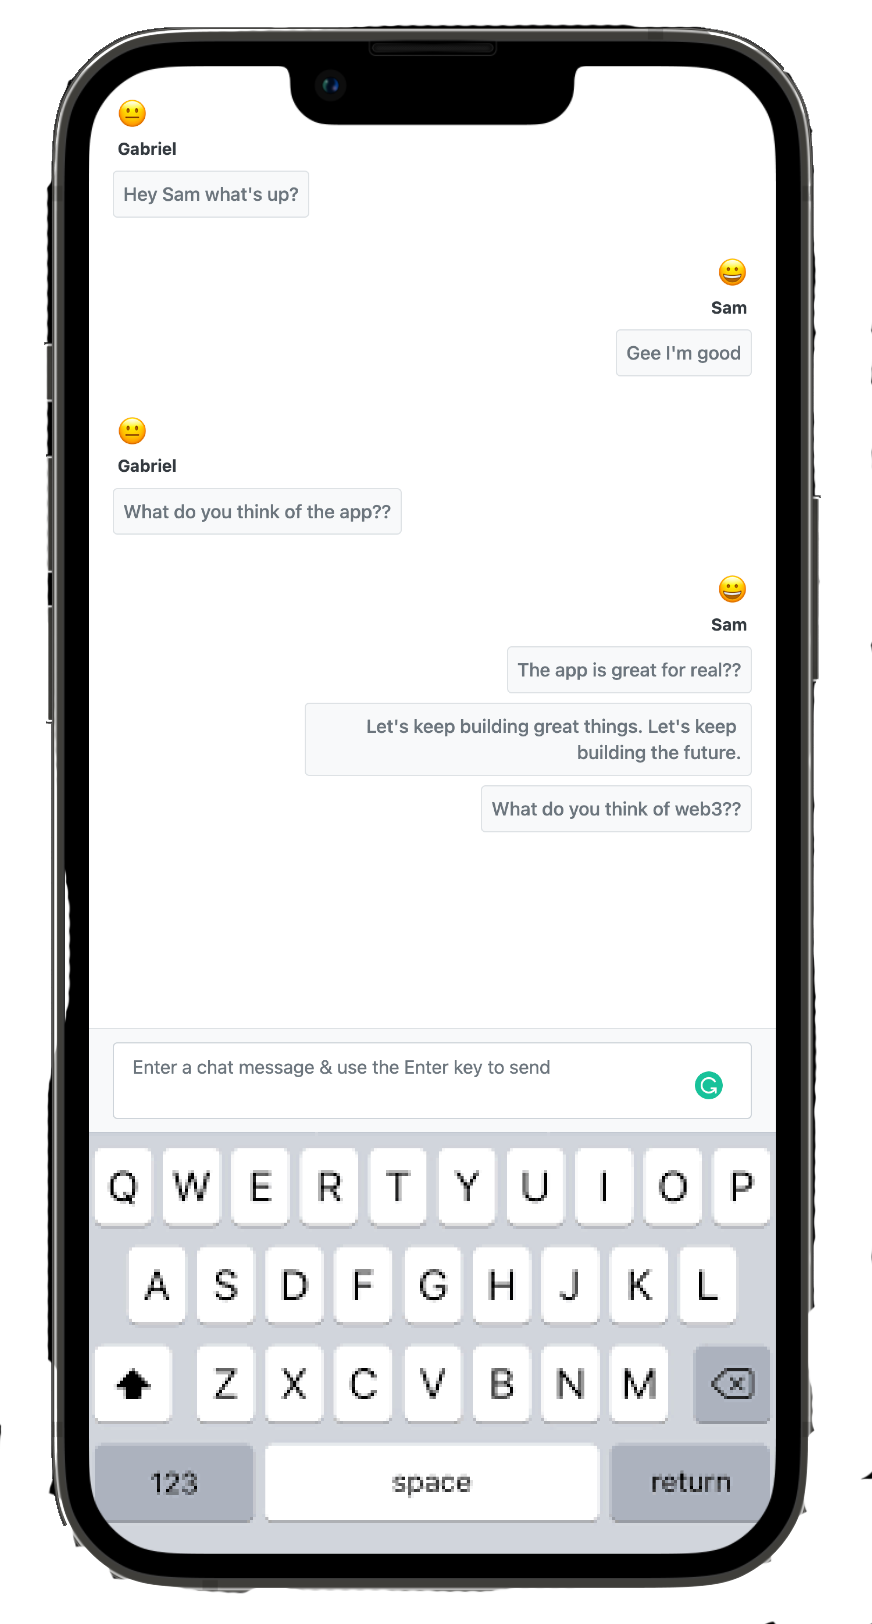 Gabriel
Hey Sam what's up?
Sam
Gee I'm good
Gabriel
What do you think of the app??
Sam
The app is great for real??
Let's keep building great things. Let's keep
building the future.
What do you think of web3??
Enter a chat message & use the Enter key to send
Q W E R T Y U I O P
A S D F G H J K L
Z X C V B N M
123 space return